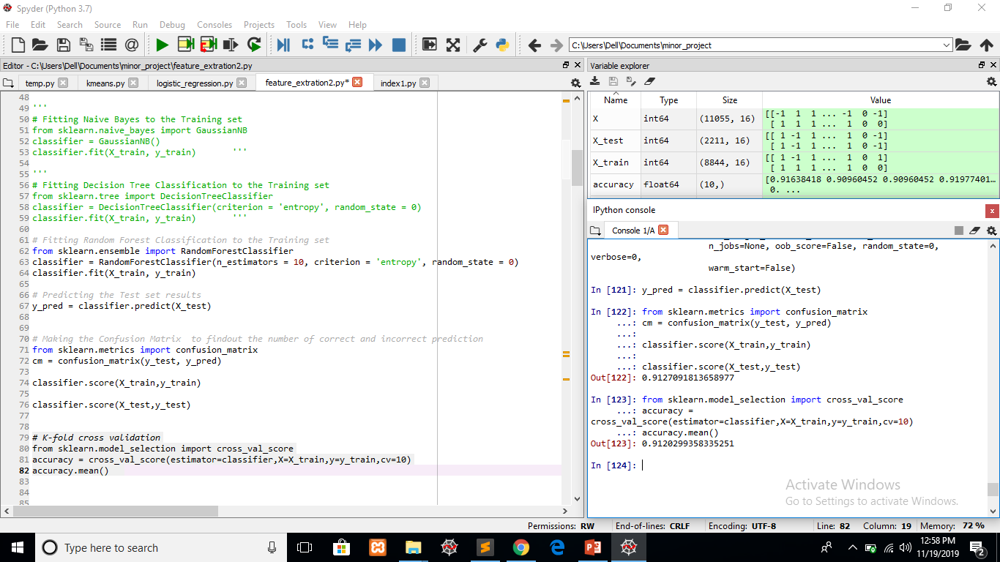 Spyder (Python 3.7)
File Edit Search Source Run Debug Consoles Projects Tools View Help
C:\Users\Dell\Documents\minor_project
Editor - C:\Users\Dell\Documents\minor_project\feature_extration2.py
temp.py kmeans.py logistic_regression.py feature_extration2.py* index1.py
48
49 '''
50 # Fitting Naive Bayes to the Training set
51 from sklearn.naive_bayes import GaussianNB
52 classifier = GaussianNB()
53 classifier.fit(X_train, y_train) '''
54
55 '''
56 # Fitting Decision Tree Classification to the Training set
57 from sklearn.tree import DecisionTreeClassifier
58 classifier = DecisionTreeClassifier(criterion = 'entropy', random_state = 0)
59 classifier.fit(X_train, y_train) '''
60
61 # Fitting Random Forest Classification to the Training set
62 from sklearn.ensemble import RandomForestClassifier
63 classifier = RandomForestClassifier(n_estimators = 10, criterion = 'entropy', random_state = 0)
64 classifier.fit(X_train, y_train)
65
66 # Predicting the Test set results
67 y_pred = classifier.predict(X_test)
68
69
70 # Making the Confusion Matrix  to findout the number of correct and incorrect prediction
71 from sklearn.metrics import confusion_matrix
72 cm = confusion_matrix(y_test, y_pred)
73
74 classifier.score(X_train,y_train)
75
76 classifier.score(X_test,y_test)
77
78
79 # K-fold cross validation
80 from sklearn.model_selection import cross_val_score
81 accuracy = cross_val_score(estimator=classifier,X=X_train,y=y_train,cv=10)
82 accuracy.mean()
83
84
85
Variable explorer
Name Type Size Value
X int64 (11055, 16) [[-1 1 1 ... -1 0 -1]
[ 1 1 1 ... 1 0 0]
X_test int64 (2211, 16) [[ 1 -1 1 ... 1 0 -1]
[ 1 -1 1 ... 1 0 -1]
X_train int64 (8844, 16) [[ 1 -1 1 ... 1 0 1]
[ 1 1 1 ... 1 0 0]
accuracy float64 (10,) [0.91638418 0.90960452 0.90960452 0.91977401...
0. ...
IPython console
Console 1/A
n_jobs=None, oob_score=False, random_state=0,
verbose=0,
warm_start=False)
In [121]: y_pred = classifier.predict(X_test)
In [122]: from sklearn.metrics import confusion_matrix
...: cm = confusion_matrix(y_test, y_pred)
...:
...: classifier.score(X_train,y_train)
...:
...: classifier.score(X_test,y_test)
Out[122]: 0.9127091813658977
In [123]: from sklearn.model_selection import cross_val_score
...: accuracy =
cross_val_score(estimator=classifier,X=X_train,y=y_train,cv=10)
...: accuracy.mean()
Out[123]: 0.9120299358335251
In [124]:
Activate Windows
Go to Settings to activate Windows.
Permissions: RW End-of-lines: CRLF Encoding: UTF-8 Line: 82 Column: 19 Memory: 72 %
Type here to search
12:58 PM
11/19/2019
2